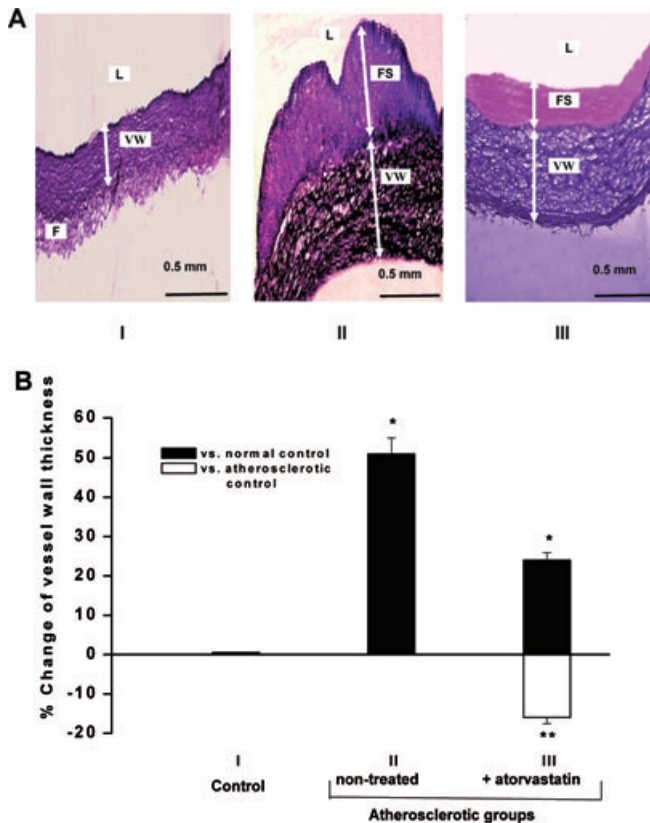 A
L
VW
F
0.5 mm
I
L
FS
VW
0.5 mm
II
L
FS
VW
0.5 mm
III
B
% Change of vessel wall thickness
60
50
40
30
20
10
0
-10
-20
vs. normal control
vs. atherosclerotic
control
*
*
**
I
Control
II
non-treated
III
+ atorvastatin
Atherosclerotic groups